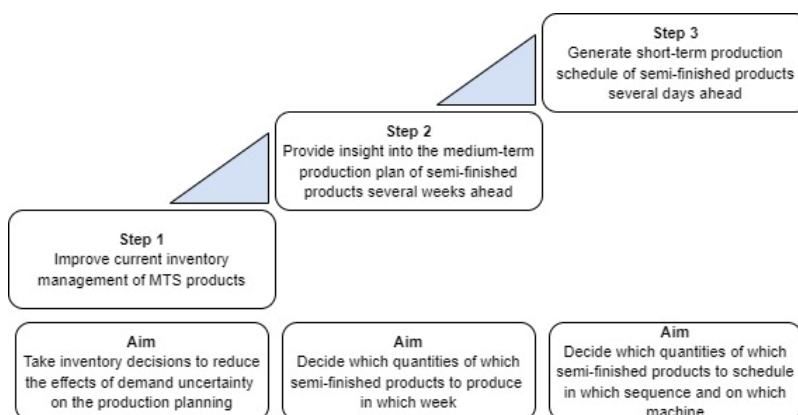 Step 3
Generate short-term production
schedule of semi-finished products
several days ahead
Step 2
Provide insight into the medium-term
production plan of semi-finished
products several weeks ahead
Step 1
Improve current inventory
management of MTS products
Aim
Take inventory decisions to reduce
the effects of demand uncertainty
on the production planning
Aim
Decide which quantities of which
semi-finished products to produce
in which week
Aim
Decide which quantities of which
semi-finished products to schedule
in which sequence and on which
machine